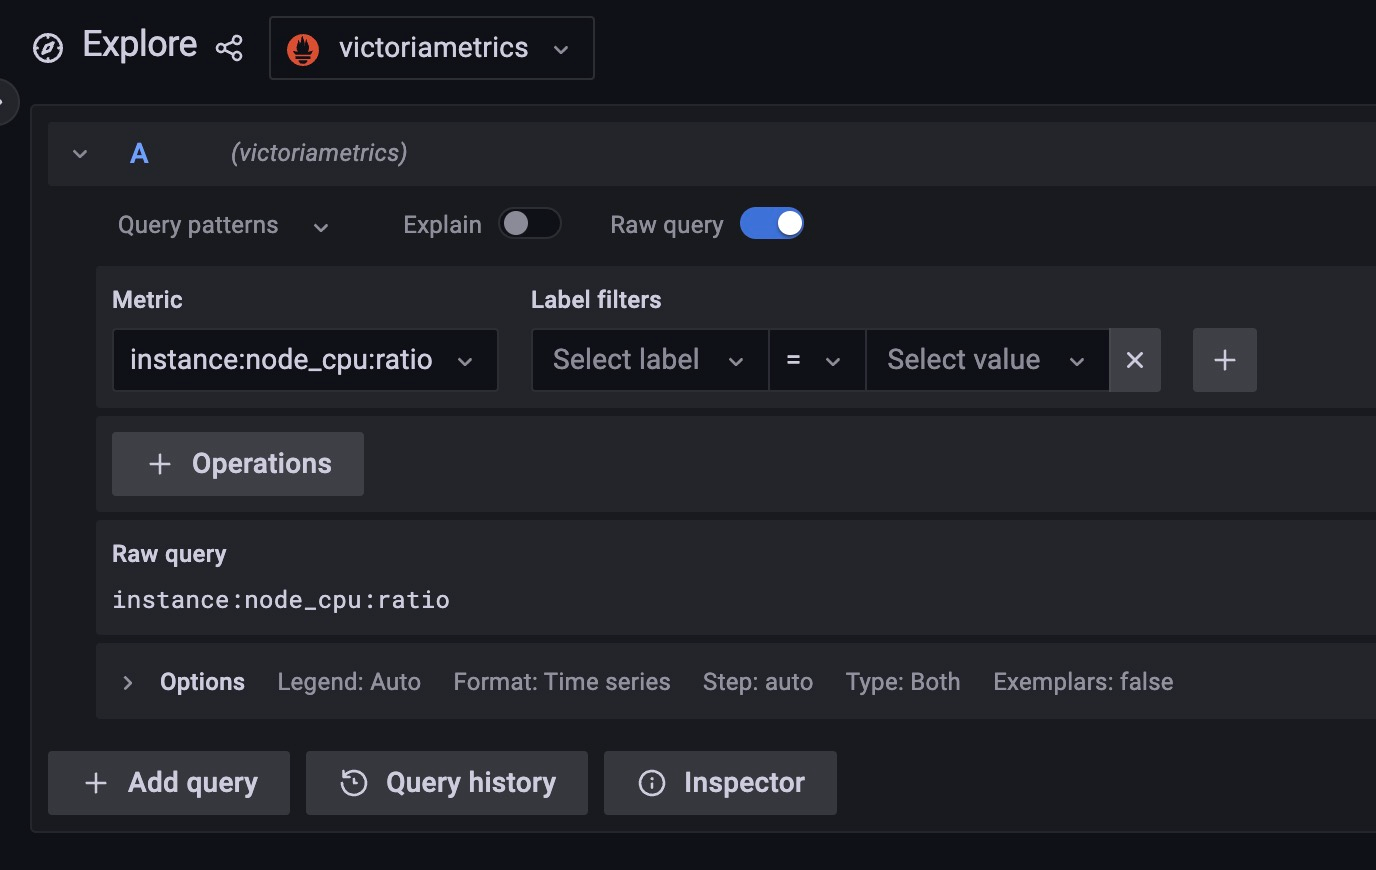 Explore victoriametrics
A (victoriametrics)
Query patterns Explain Raw query
Metric Label filters
instance:node_cpu:ratio Select label = Select value
Operations
Raw query
instance:node_cpu:ratio
Options Legend: Auto Format: Time series Step: auto Type: Both Exemplars: false
Add query Query history Inspector